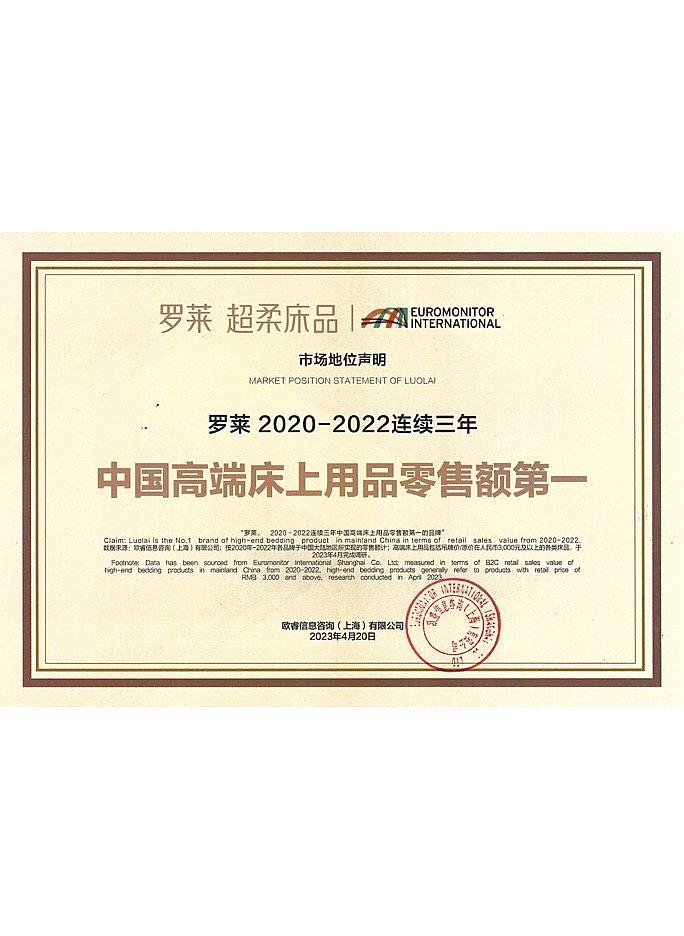 罗莱 超柔床品 | EUROMONITOR
INTERNATIONAL
市场地位声明
MARKET POSITION STATEMENT OF LUOLAI
罗莱 2020-2022连续三年
中国高端床上用品零售额第一
“罗莱， 2020-2022连续三年中国高端床上用品零售额第一的品牌”
Claim: Luolai is the No.1 brand of high-end bedding product in mainland China in terms of retail sales value from 2020-2022.
数据来源：欧睿信息咨询（上海）有限公司；按2020年-2022年各品牌于中国大陆地区所实现的零售额计；高端床上用品包括吊牌价/原价在人民币3,000元及以上的各类床品，于
2023年4月完成调研。
Footnote: Data has been sourced from Euromonitor International Shanghai Co. Ltd; measured in terms of B2C retail sales value of
high-end bedding products in mainland China from 2020-2022, high-end bedding products generally refer to products with retail price of
RMB 3,000 and above, research conducted in April 2023.
欧睿信息咨询（上海）有限公司
2023年4月20日